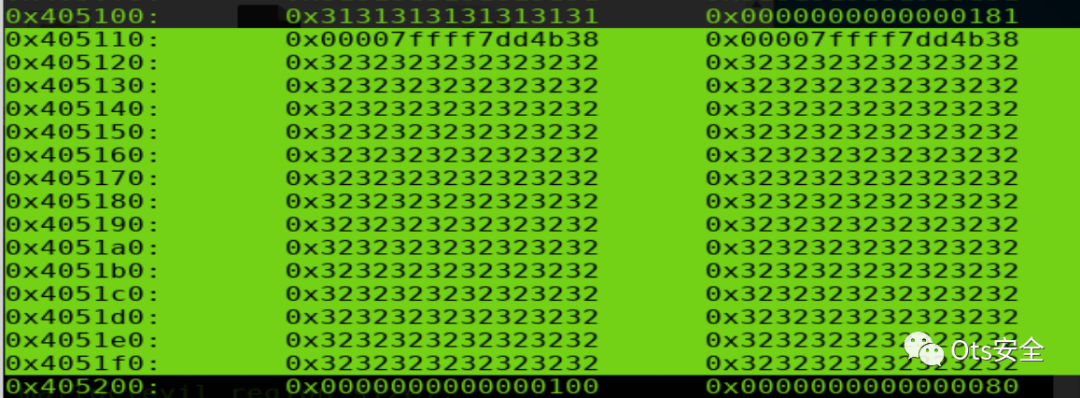 0x405100: 0x3131313131313131 0x0000000000000181
0x405110: 0x00007ffff7dd4b38 0x00007ffff7dd4b38
0x405120: 0x3232323232323232 0x3232323232323232
0x405130: 0x3232323232323232 0x3232323232323232
0x405140: 0x3232323232323232 0x3232323232323232
0x405150: 0x3232323232323232 0x3232323232323232
0x405160: 0x3232323232323232 0x3232323232323232
0x405170: 0x3232323232323232 0x3232323232323232
0x405180: 0x3232323232323232 0x3232323232323232
0x405190: 0x3232323232323232 0x3232323232323232
0x4051a0: 0x3232323232323232 0x3232323232323232
0x4051b0: 0x3232323232323232 0x3232323232323232
0x4051c0: 0x3232323232323232 0x3232323232323232
0x4051d0: 0x3232323232323232 0x3232323232323232
0x4051e0: 0x3232323232323232 0x3232323232323232
0x4051f0: 0x3232323232323232 0x3232323232323232
0x405200: 0x0000000000000100 0x0000000000000080
Ots安全